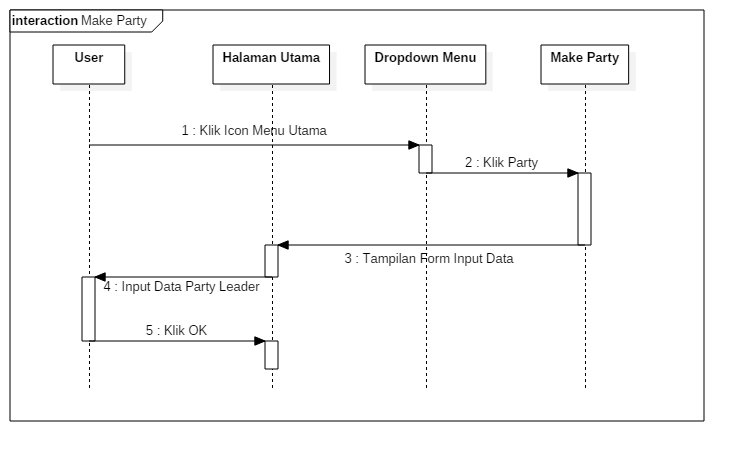 interaction Make Party
User
Halaman Utama
Dropdown Menu
Make Party
1 : Klik Icon Menu Utama
2 : Klik Party
3 : Tampilan Form Input Data
4 : Input Data Party Leader
5 : Klik OK